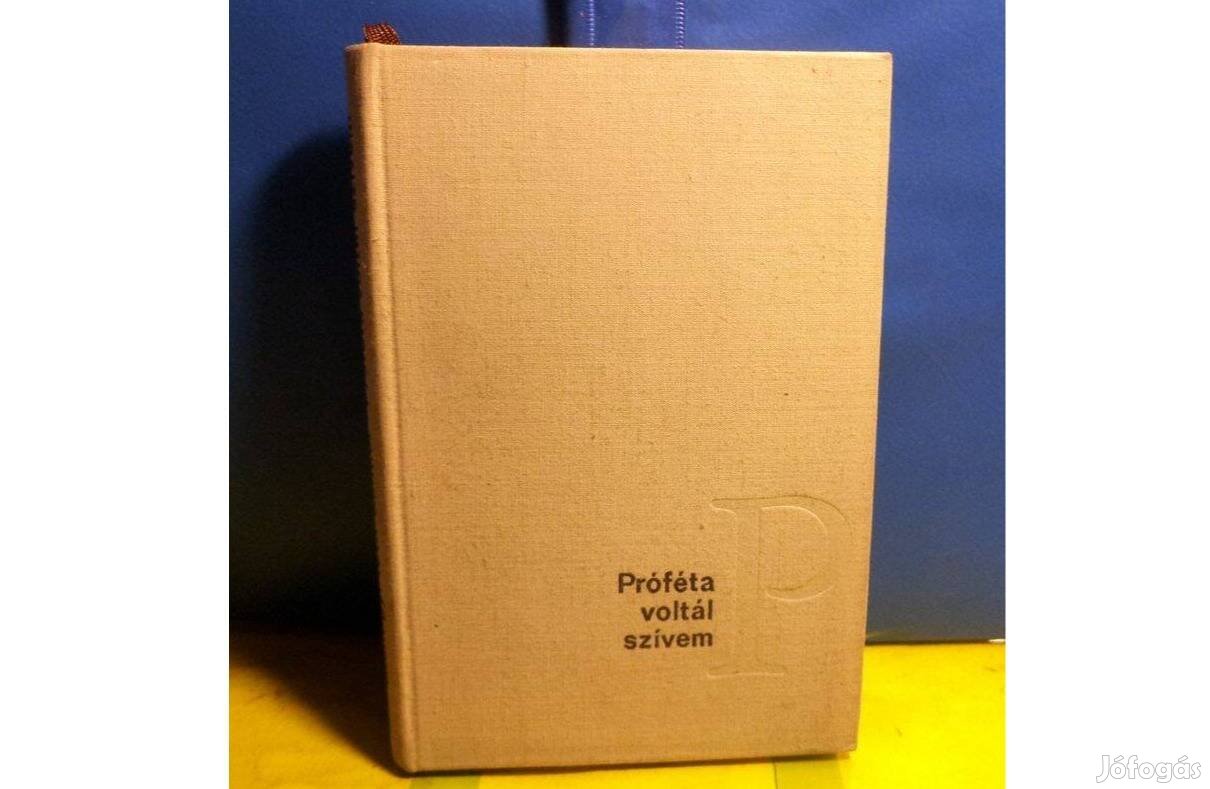 P
Próféta
voltál
szívem
Jófogás